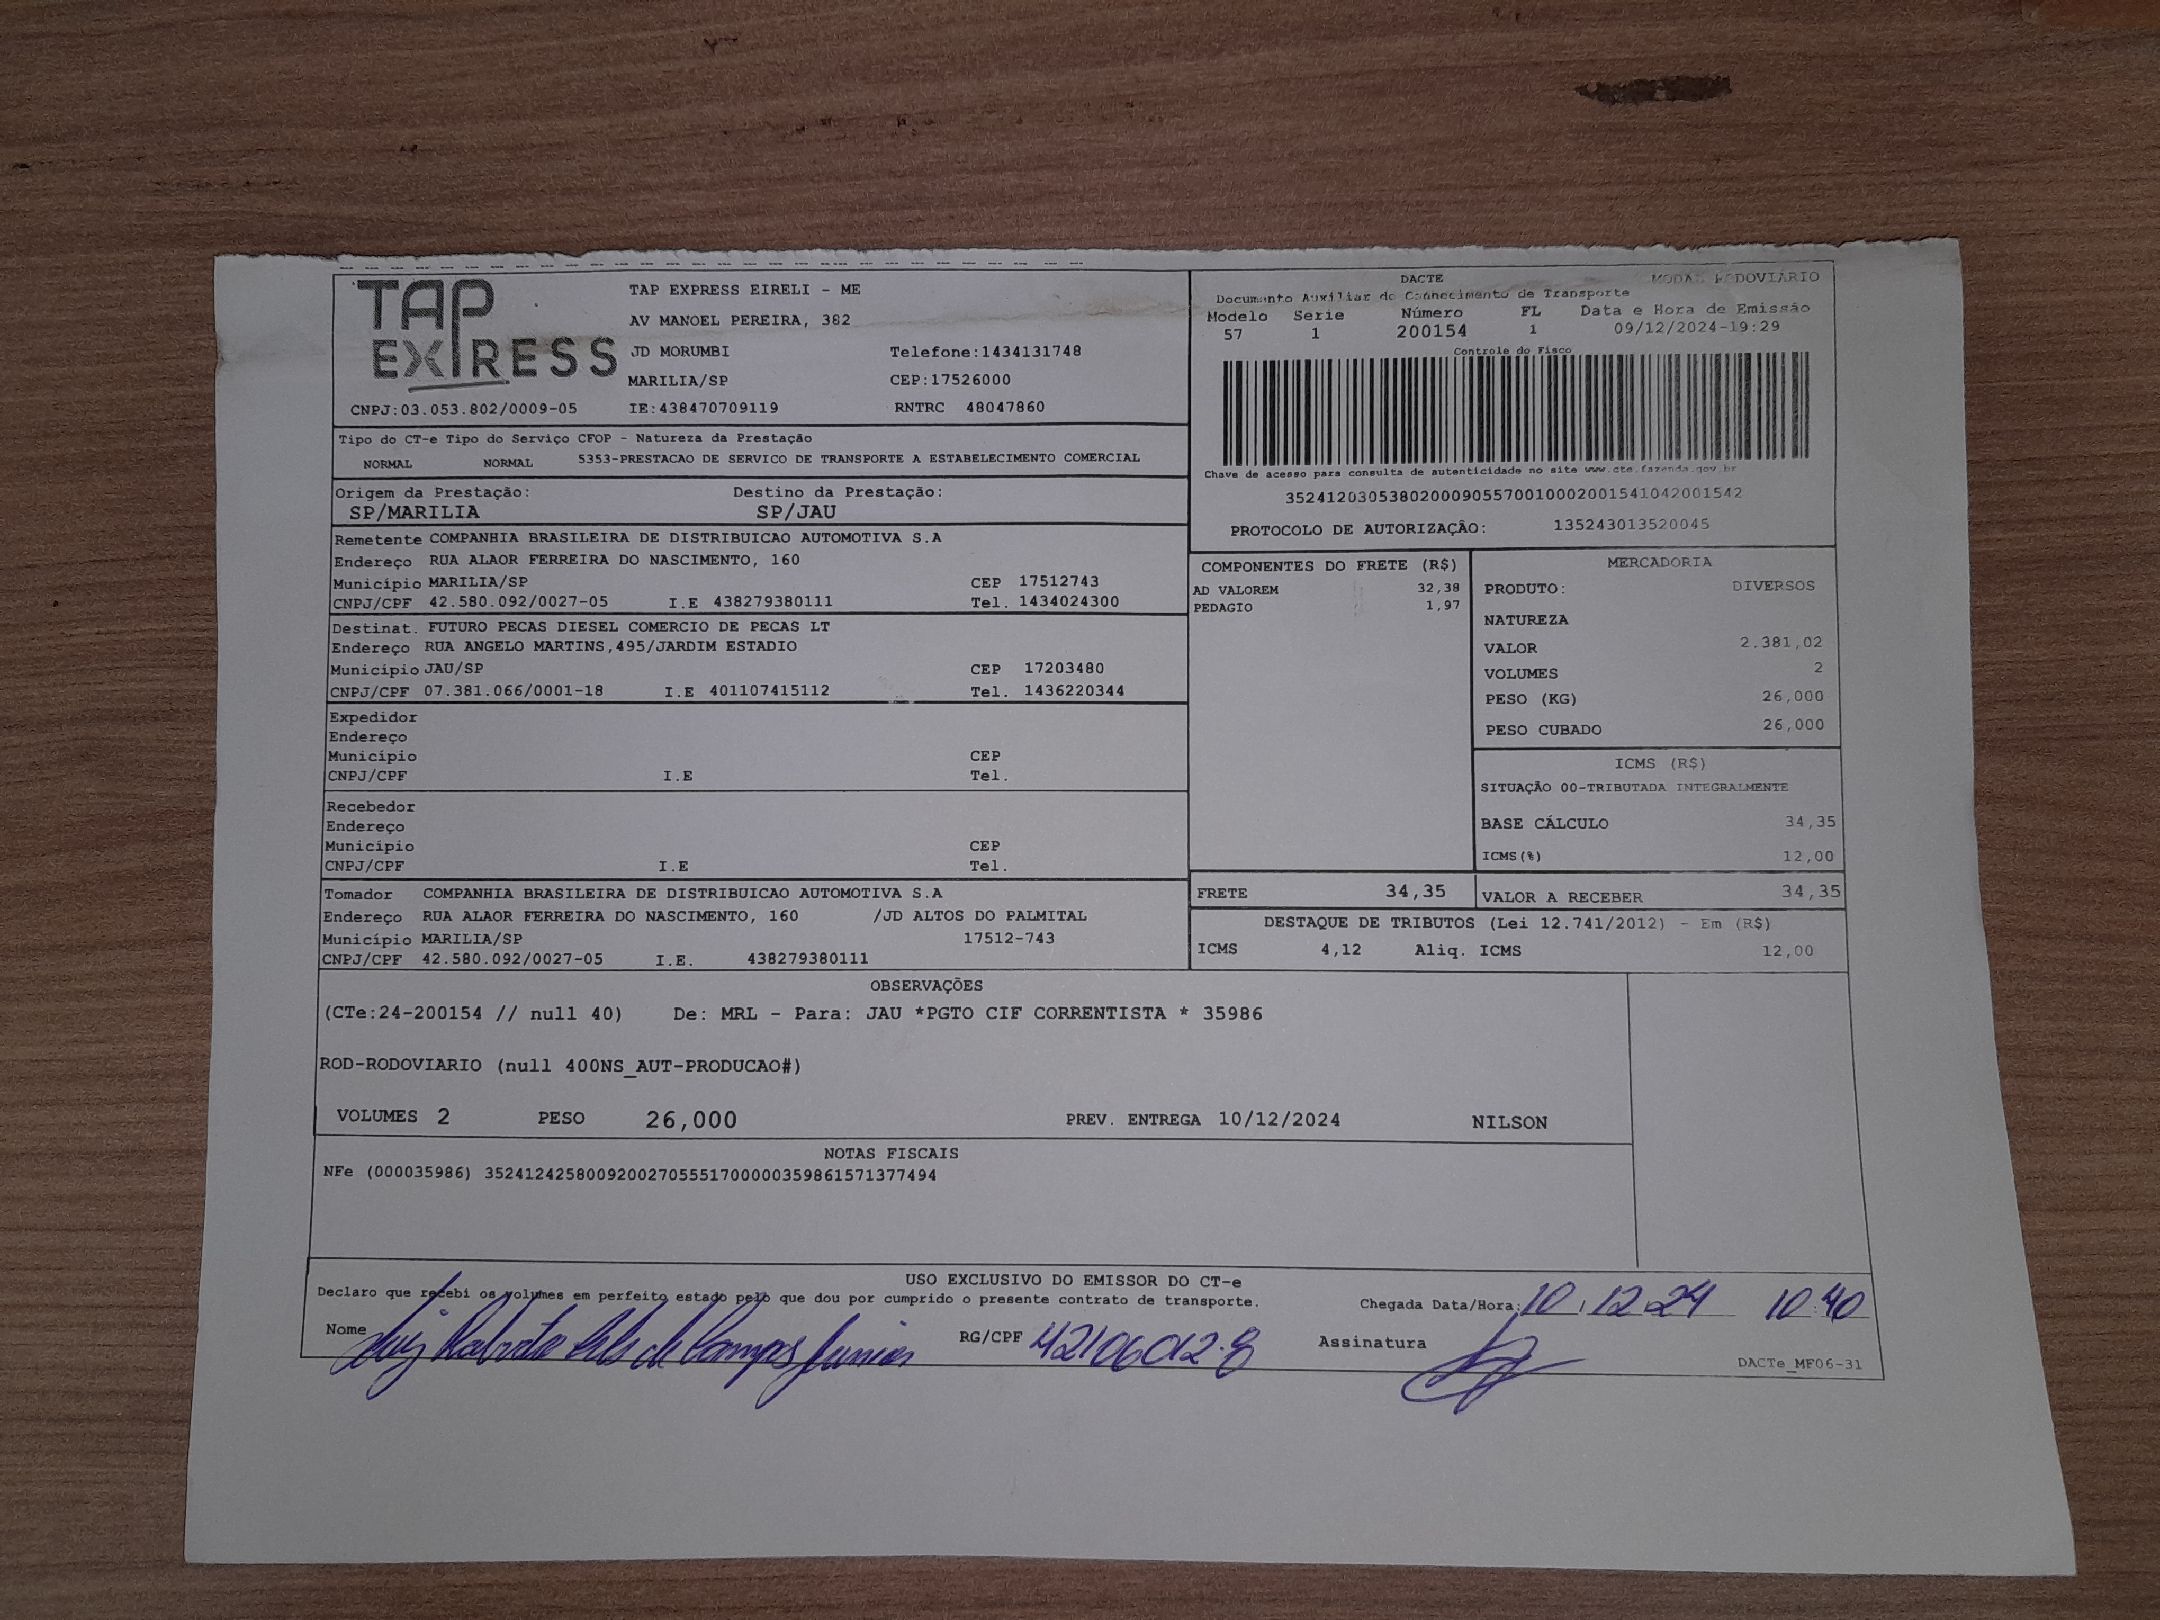 TAP
EXPRESS
TAP EXPRESS EIRELI - ME
AV MANOEL PEREIRA, 382
JD MORUMBI Telefone:1434131748
MARILIA/SP CEP:17526000
CNPJ:03.053.802/0009-05 IE:438470709119 RNTRC 48047860
DACTE MODAL RODOVIÁRIO
Documento Auxiliar do Conhecimento de Transporte
Modelo Serie Número FL Data e Hora de Emissão
57 1 200154 1 09/12/2024-19:29
Controle do Fisco
Chave de acesso para consulta de autenticidade no site www.cte.fazenda.gov.br
35241203053802000905570010002001541042001542
PROTOCOLO DE AUTORIZAÇÃO: 135243013520045
Tipo do CT-e Tipo do Serviço CFOP - Natureza da Prestação
NORMAL NORMAL 5353-PRESTACAO DE SERVICO DE TRANSPORTE A ESTABELECIMENTO COMERCIAL
Origem da Prestação: Destino da Prestação:
SP/MARILIA SP/JAU
Remetente COMPANHIA BRASILEIRA DE DISTRIBUICAO AUTOMOTIVA S.A
Endereço RUA ALAOR FERREIRA DO NASCIMENTO, 160
Município MARILIA/SP CEP 17512743
CNPJ/CPF 42.580.092/0027-05 I.E 438279380111 Tel. 1434024300
Destinat. FUTURO PECAS DIESEL COMERCIO DE PECAS LT
Endereço RUA ANGELO MARTINS,495/JARDIM ESTADIO
Município JAU/SP CEP 17203480
CNPJ/CPF 07.381.066/0001-18 I.E 401107415112 Tel. 1436220344
Expedidor
Endereço
Município CEP
CNPJ/CPF I.E Tel.
Recebedor
Endereço
Município CEP
CNPJ/CPF I.E Tel.
Tomador COMPANHIA BRASILEIRA DE DISTRIBUICAO AUTOMOTIVA S.A
Endereço RUA ALAOR FERREIRA DO NASCIMENTO, 160 /JD ALTOS DO PALMITAL
Município MARILIA/SP 17512-743
CNPJ/CPF 42.580.092/0027-05 I.E. 438279380111
COMPONENTES DO FRETE (R$)
AD VALOREM 32,38
PEDAGIO 1,97
MERCADORIA
PRODUTO: DIVERSOS
NATUREZA
VALOR 2.381,02
VOLUMES 2
PESO (KG) 26,000
PESO CUBADO 26,000
ICMS (R$)
SITUAÇÃO 00-TRIBUTADA INTEGRALMENTE
BASE CÁLCULO 34,35
ICMS(%) 12,00
FRETE 34,35 VALOR A RECEBER 34,35
DESTAQUE DE TRIBUTOS (Lei 12.741/2012) - Em (R$)
ICMS 4,12 Aliq. ICMS 12,00
OBSERVAÇÕES
(CTe:24-200154 // null 40) De: MRL - Para: JAU *PGTO CIF CORRENTISTA * 35986
ROD-RODOVIARIO (null 400NS_AUT-PRODUCAO#)
VOLUMES 2 PESO 26,000 PREV. ENTREGA 10/12/2024 NILSON
NOTAS FISCAIS
NFe (000035986) 35241242580092002705551700000359861571377494
USO EXCLUSIVO DO EMISSOR DO CT-e
Declaro que recebi os volumes em perfeito estado pelo que dou por cumprido o presente contrato de transporte. Chegada Data/Hora: 10.12.24 10:40
Nome Luiz de Campos Junior RG/CPF 42106012-8 Assinatura
DACTe_MF06-31